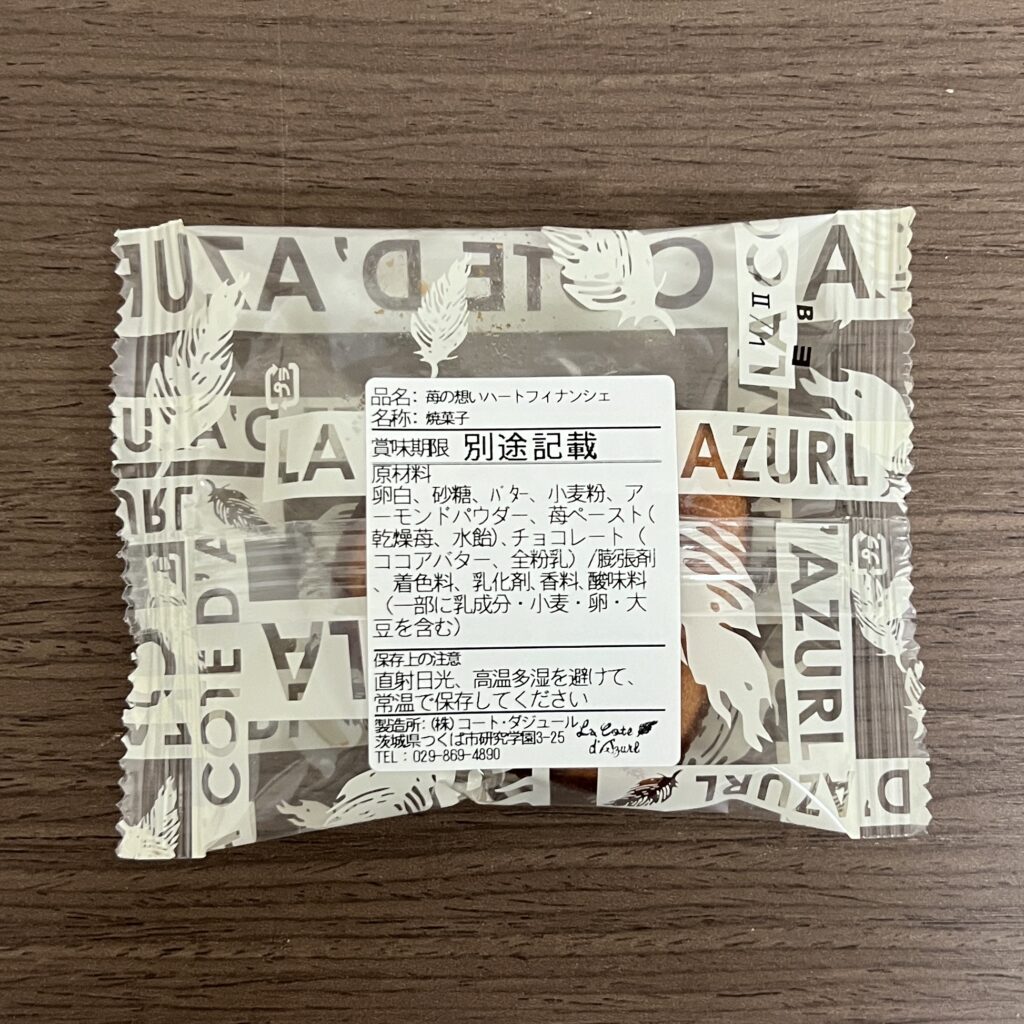 COTE D'AZUR
品名: 苺の想いハートフィナンシェ
名称: 焼菓子
賞味期限 別途記載
原材料
卵白、砂糖、バター、小麦粉、ア
ーモンドパウダー、苺ペースト(
乾燥苺、水飴)、チョコレート(
ココアバター、全粉乳)/膨張剤
、着色料、乳化剤、香料、酸味料
(一部に乳成分・小麦・卵・大
豆を含む)
保存上の注意
直射日光、高温多湿を避けて、
常温で保存してください
製造所:(株)コート・ダジュール
茨城県つくば市研究学園3-25
TEL:029-869-4890
La Cote
d'Azurl
LA
AZURL
COTE D'A
'AZURL
D'AZURL
プラ